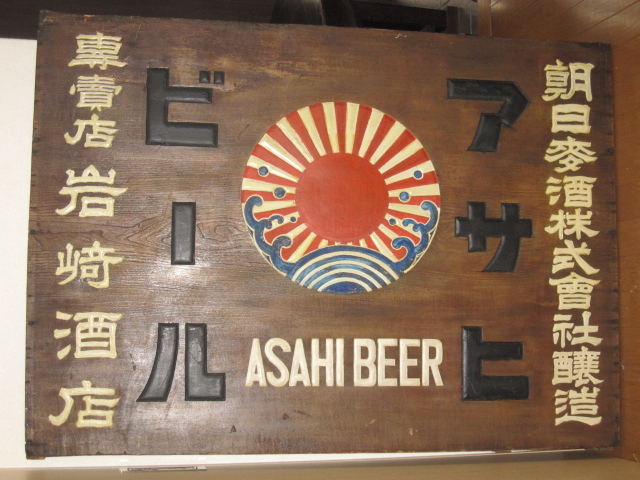 朝日麥酒株式會社釀造
アサヒ
ビール
ASAHI BEER
專賣店岩崎酒店